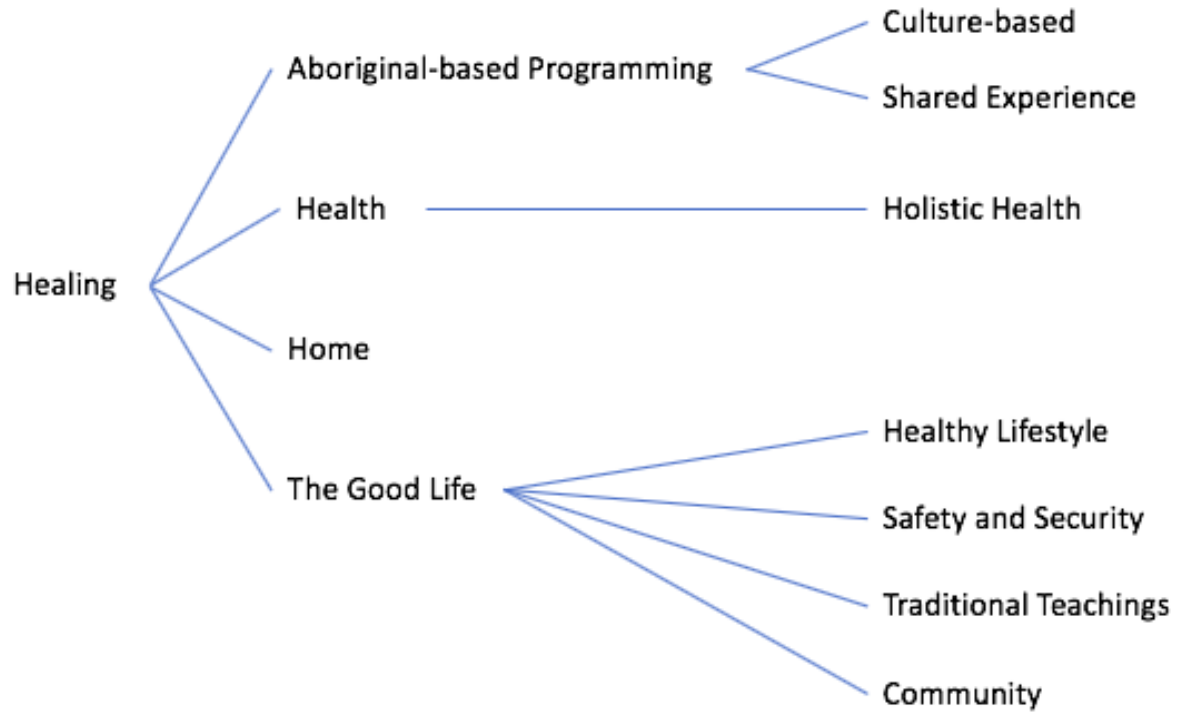 Culture-based
Aboriginal-based Programming
Shared Experience
Health
Holistic Health
Healing
Home
Healthy Lifestyle
The Good Life
Safety and Security
Traditional Teachings
Community